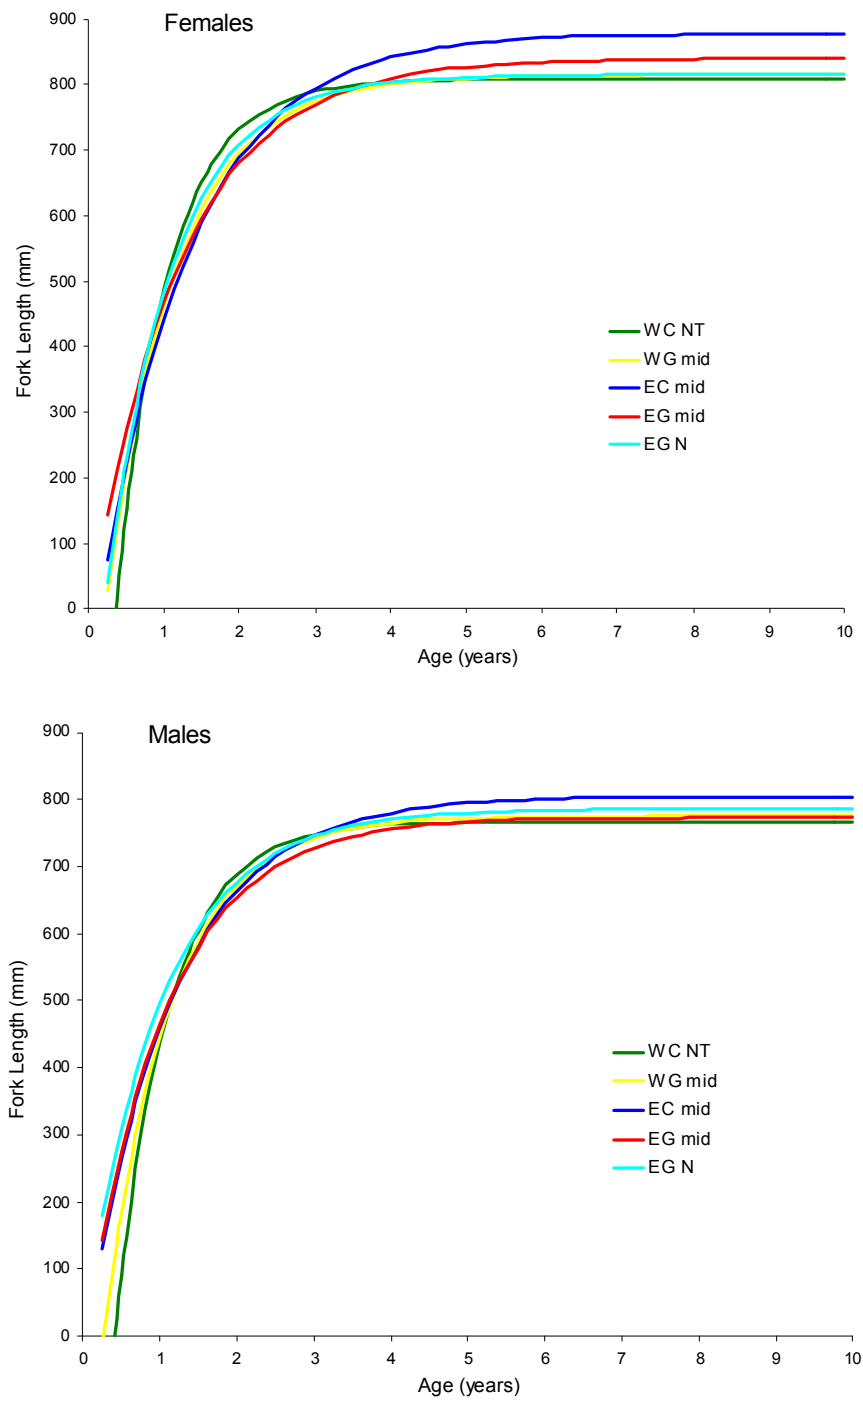 Females
900
800
700
600
500
400
300
200
100
0
Fork Length (mm)
WC NT
WG mid
EC mid
EG mid
EG N
0 1 2 3 4 5 6 7 8 9 10
Age (years)
Males
900
800
700
600
500
400
300
200
100
0
Fork Length (mm)
WC NT
WG mid
EC mid
EG mid
EG N
0 1 2 3 4 5 6 7 8 9 10
Age (years)